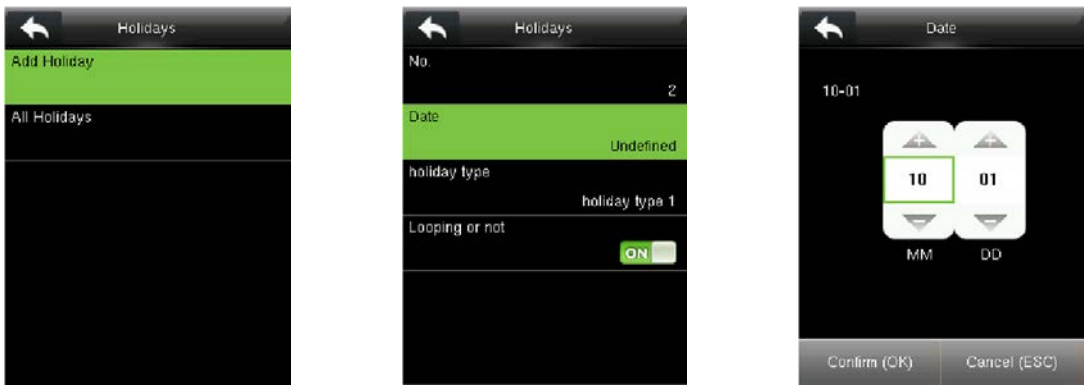 Holidays
Add Holiday
All Holidays
Holidays
No.
2
Date
Undefined
holiday type
holiday type 1
Looping or not
ON
Date
10-01
10 01
MM DD
Confirm (OK) Cancel (ESC)